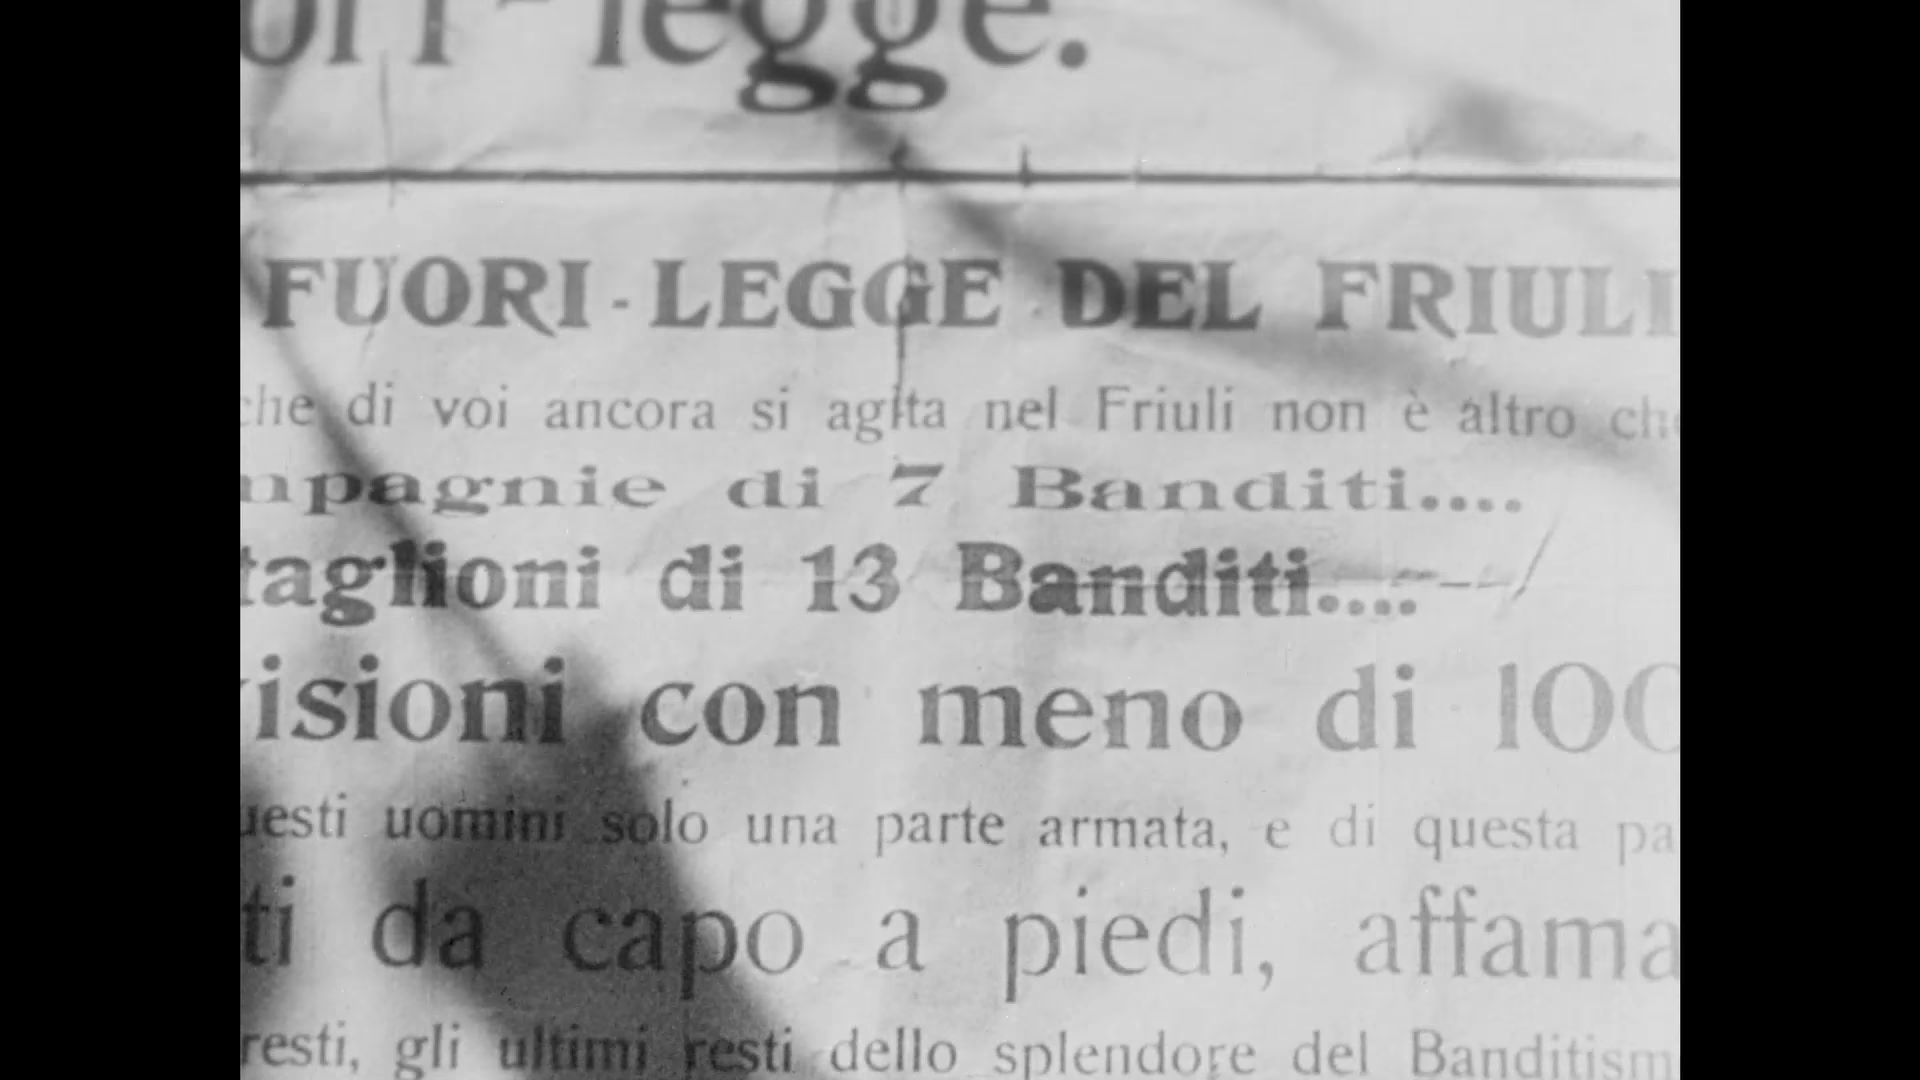 ori-legge.
FUORI-LEGGE DEL FRIULI
che di voi ancora si agita nel Friuli non è altro che
mpagnie di 7 Banditi....
taglioni di 13 Banditi....
visioni con meno di 100
uesti uomini solo una parte armata, e di questa pa
ti da capo a piedi, affama
resti, gli ultimi resti dello splendore del Banditism